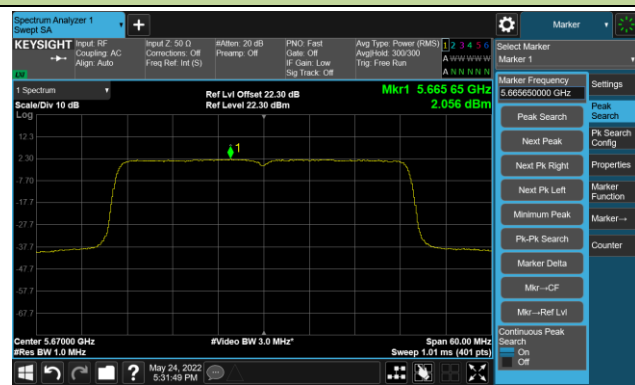 Spectrum Analyzer 1
Swept SA
+
Marker
KEYSIGHT
Input: RF
Coupling: AC
Align: Auto
Input Z: 50 Ω
Corrections: Off
Freq Ref: Int (S)
#Atten: 20 dB
Preamp: Off
PNO: Fast
Gate: Off
IF Gain: Low
Sig Track: Off
Avg Type: Power (RMS)
Avg|Hold: 300/300
Trig: Free Run
1 2 3 4 5 6
A W W W W W
A N N N N N
Select Marker
Marker 1
1 Spectrum
Scale/Div 10 dB
Log
Ref Lvl Offset 22.30 dB
Ref Level 22.30 dBm
Mkr1 5.665 65 GHz
2.056 dBm
12.3
2.30
-7.70
-17.7
-27.7
-37.7
-47.7
-57.7
-67.7
1
Center 5.67000 GHz
#Res BW 1.0 MHz
#Video BW 3.0 MHz*
Span 60.00 MHz
Sweep 1.01 ms (401 pts)
Marker Frequency
5.665650000 GHz
Peak Search
Next Peak
Next Pk Right
Next Pk Left
Minimum Peak
Pk-Pk Search
Marker Delta
Mkr→CF
Mkr→Ref Lvl
Continuous Peak
Search
On
Off
Settings
Peak
Search
Pk Search
Config
Properties
Marker
Function
Marker→
Counter
?
May 24, 2022
5:31:49 PM